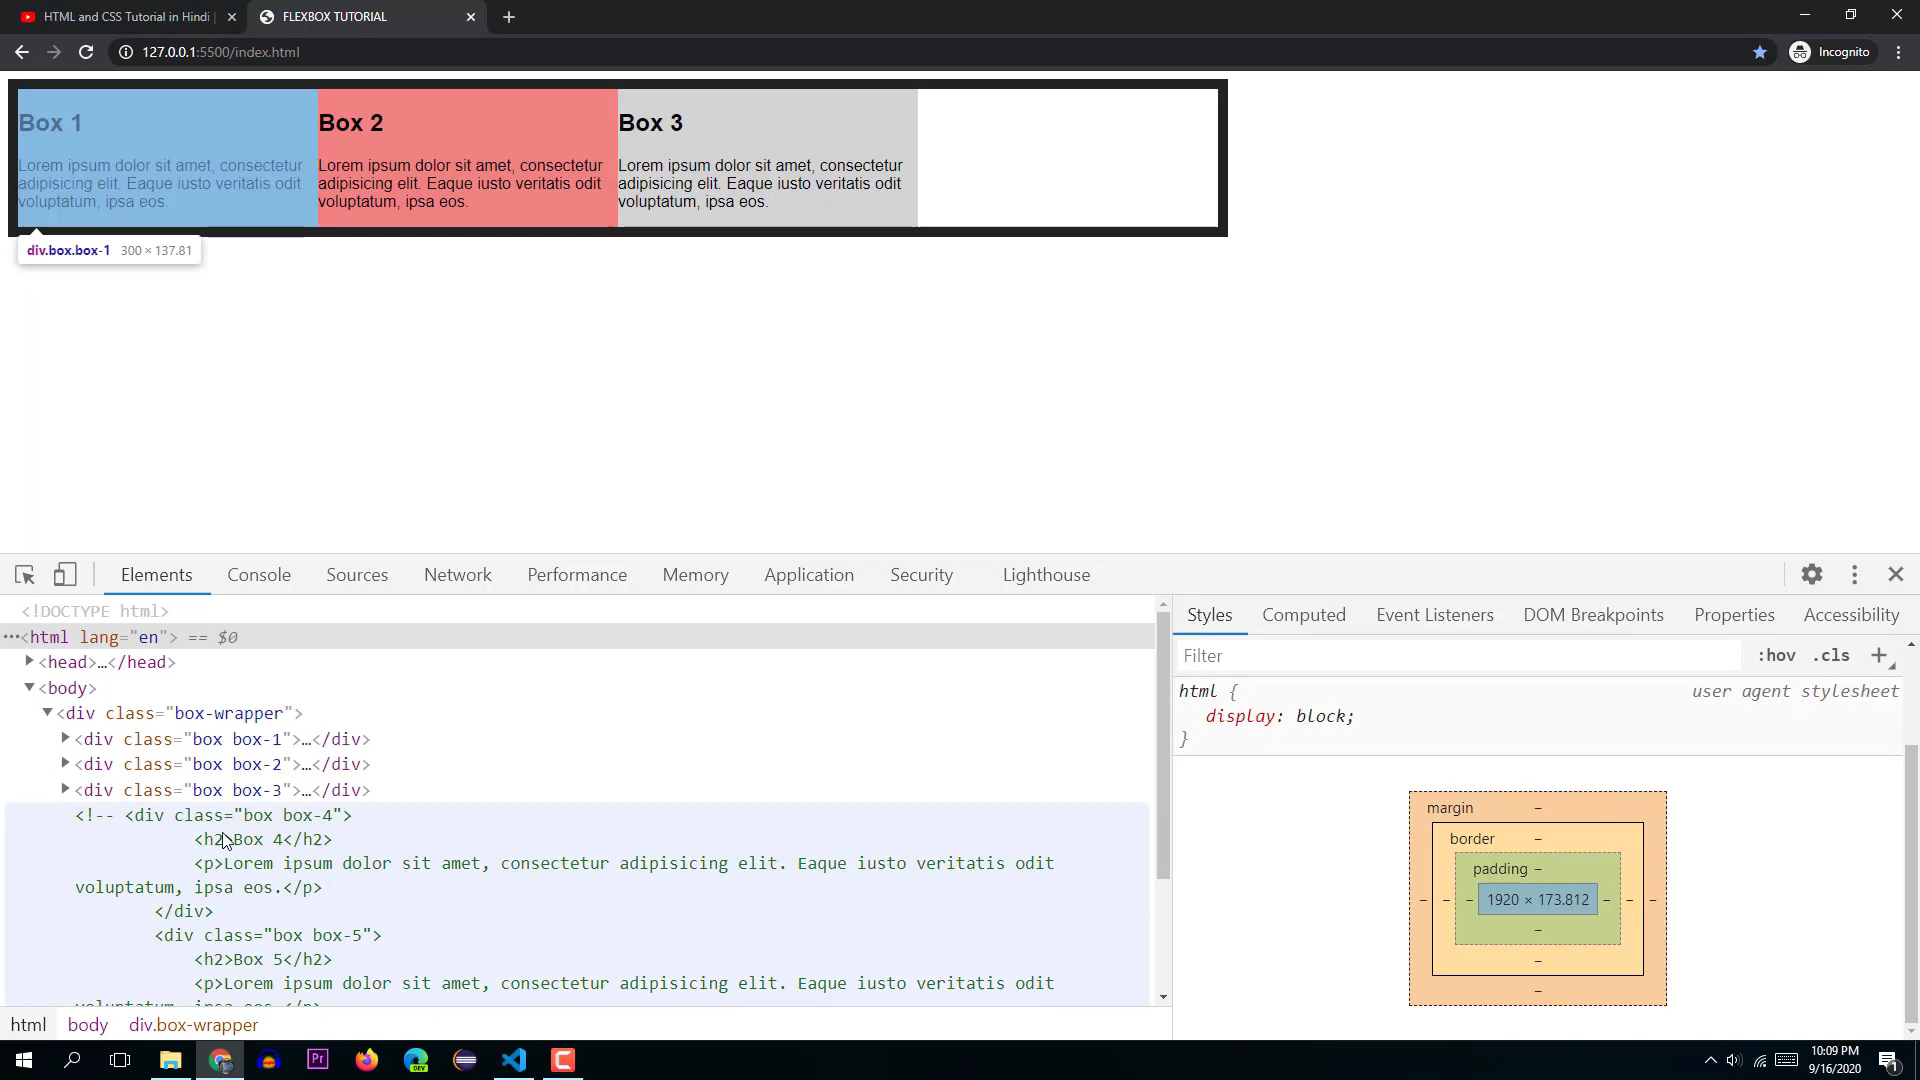 HTML and CSS Tutorial in Hindi |
FLEXBOX TUTORIAL
127.0.0.1:5500/index.html
Incognito
Box 1
Lorem ipsum dolor sit amet, consectetur
adipisicing elit. Eaque iusto veritatis odit
voluptatum, ipsa eos.
Box 2
Lorem ipsum dolor sit amet, consectetur
adipisicing elit. Eaque iusto veritatis odit
voluptatum, ipsa eos.
Box 3
Lorem ipsum dolor sit amet, consectetur
adipisicing elit. Eaque iusto veritatis odit
voluptatum, ipsa eos.
div.box.box-1 300 × 137.81
Elements Console Sources Network Performance Memory Application Security Lighthouse
<!DOCTYPE html>
<html lang="en"> == $0
<head>…</head>
<body>
<div class="box-wrapper">
<div class="box box-1">…</div>
<div class="box box-2">…</div>
<div class="box box-3">…</div>
<!-- <div class="box box-4">
<h2>Box 4</h2>
<p>Lorem ipsum dolor sit amet, consectetur adipisicing elit. Eaque iusto veritatis odit
voluptatum, ipsa eos.</p>
</div>
<div class="box box-5">
<h2>Box 5</h2>
<p>Lorem ipsum dolor sit amet, consectetur adipisicing elit. Eaque iusto veritatis odit
html body div.box-wrapper
Styles Computed Event Listeners DOM Breakpoints Properties Accessibility
Filter
:hov .cls
html { user agent stylesheet
display: block;
}
margin –
border –
padding –
– – – 1920 × 173.812 – – –
–
–
–
Pr
DEV
10:09 PM
9/16/2020
1